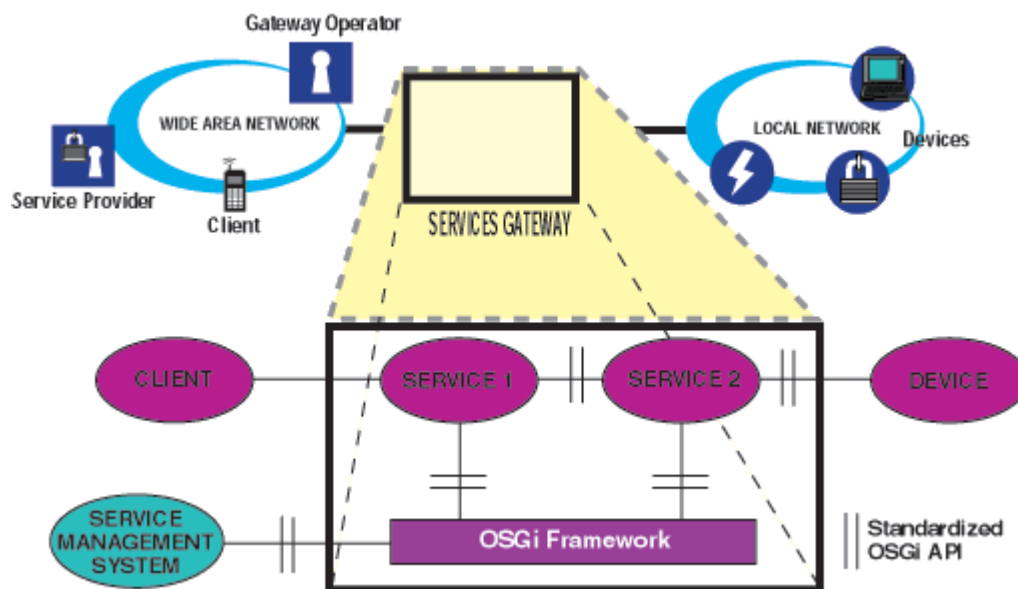 Gateway Operator
WIDE AREA NETWORK
Service Provider
Client
SERVICES GATEWAY
LOCAL NETWORK
Devices
CLIENT
SERVICE 1
SERVICE 2
DEVICE
SERVICE
MANAGEMENT
SYSTEM
OSGi Framework
Standardized
OSGi API